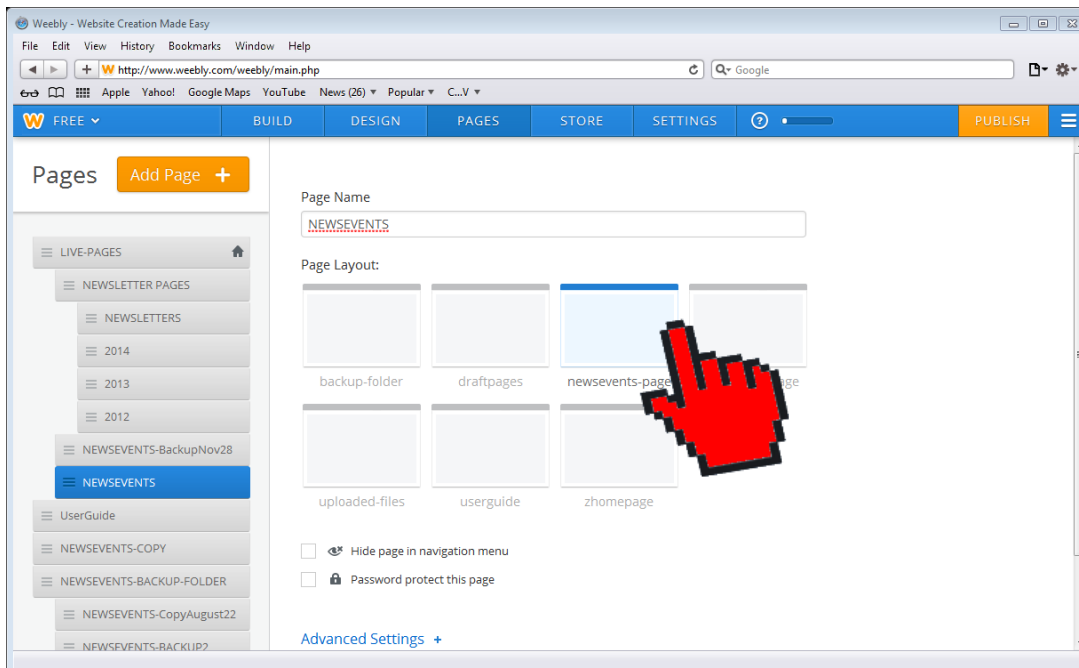 Weebly - Website Creation Made Easy
File Edit View History Bookmarks Window Help
http://www.weebly.com/weebly/main.php
Google
Apple Yahoo! Google Maps YouTube News (26) Popular C...V
W FREE BUILD DESIGN PAGES STORE SETTINGS ? PUBLISH
Pages
Add Page +
LIVE-PAGES
NEWSLETTER PAGES
NEWSLETTERS
2014
2013
2012
NEWSEVENTS-BackupNov28
NEWSEVENTS
UserGuide
NEWSEVENTS-COPY
NEWSEVENTS-BACKUP-FOLDER
NEWSEVENTS-CopyAugust22
NEWSEVENTS-BACKUP2
Page Name
NEWSEVENTS
Page Layout:
backup-folder draftpages newsevents-page
uploaded-files userguide zhomepage
Hide page in navigation menu
Password protect this page
Advanced Settings +